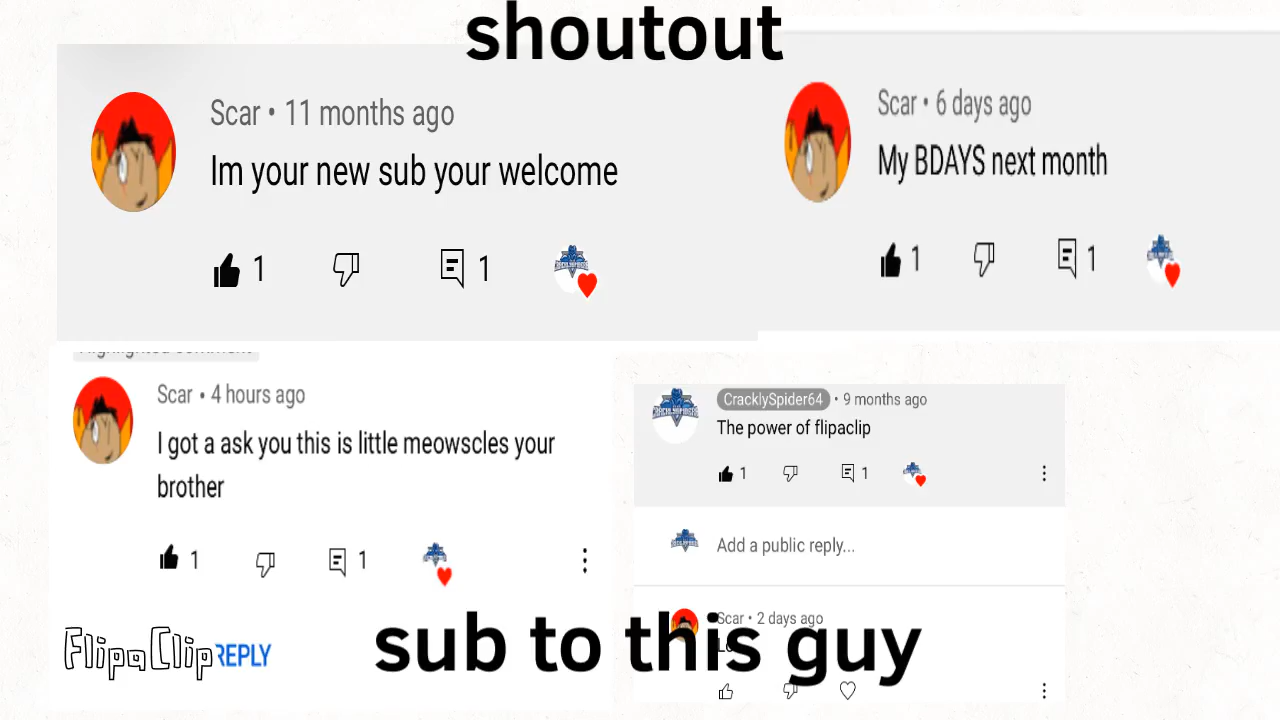 shoutout
Scar • 11 months ago
Im your new sub your welcome
1
1
Scar • 6 days ago
My BDAYS next month
1
1
Highlighted comment
Scar • 4 hours ago
I got a ask you this is little meowscles your
brother
1
1
REPLY
FlipaClip
CracklySpider64 • 9 months ago
The power of flipaclip
1
1
Add a public reply...
Scar • 2 days ago
sub to this guy